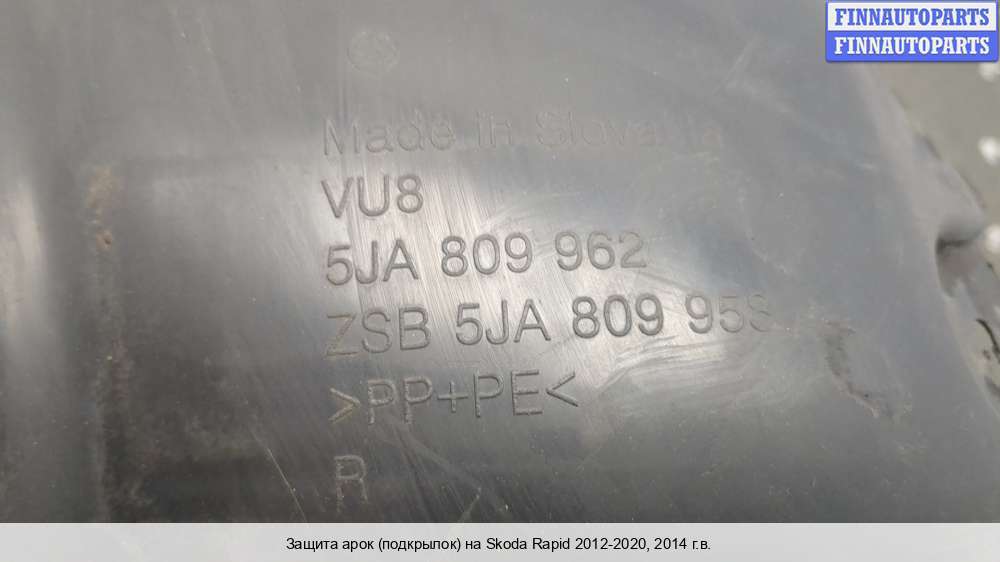 FINNAUTOPARTS
FINNAUTOPARTS
Made in Slovakia
VU8
5JA 809 962
ZSB 5JA 809 958
>PP+PE<
R
Защита арок (подкрылок) на Skoda Rapid 2012-2020, 2014 г.в.